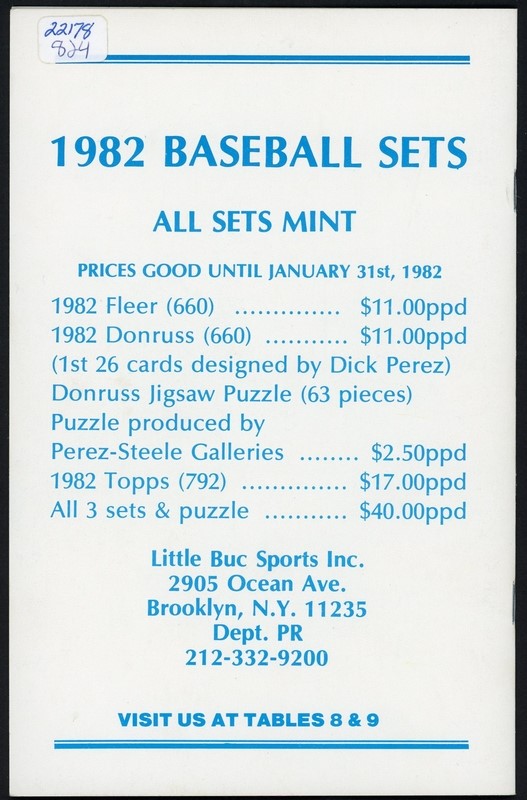 22178
824
1982 BASEBALL SETS
ALL SETS MINT
PRICES GOOD UNTIL JANUARY 31st, 1982
1982 Fleer (660) .............. $11.00ppd
1982 Donruss (660) ........... $11.00ppd
(1st 26 cards designed by Dick Perez)
Donruss Jigsaw Puzzle (63 pieces)
Puzzle produced by
Perez-Steele Galleries ........ $2.50ppd
1982 Topps (792) .............. $17.00ppd
All 3 sets & puzzle ........... $40.00ppd
Little Buc Sports Inc.
2905 Ocean Ave.
Brooklyn, N.Y. 11235
Dept. PR
212-332-9200
VISIT US AT TABLES 8 & 9